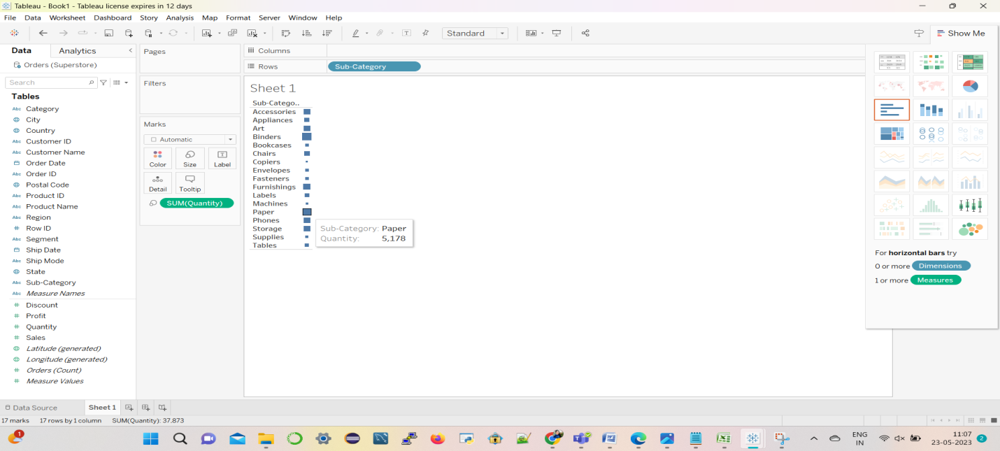 Tableau - Book1 - Tableau license expires in 12 days
File Data Worksheet Dashboard Story Analysis Map Format Server Window Help
Standard
Show Me
Data Analytics
Orders (Superstore)
Search
Tables
Abc Category
City
Country
Abc Customer ID
Abc Customer Name
Order Date
Abc Order ID
Postal Code
Abc Product ID
Abc Product Name
Abc Region
# Row ID
Abc Segment
Ship Date
Abc Ship Mode
State
Abc Sub-Category
Abc Measure Names
# Discount
# Profit
# Quantity
# Sales
Latitude (generated)
Longitude (generated)
# Orders (Count)
# Measure Values
Pages
Filters
Marks
Automatic
Color Size Label
Detail Tooltip
SUM(Quantity)
Columns
Rows Sub-Category
Sheet 1
Sub-Catego..
Accessories
Appliances
Art
Binders
Bookcases
Chairs
Copiers
Envelopes
Fasteners
Furnishings
Labels
Machines
Paper
Phones
Storage
Supplies
Tables
Sub-Category: Paper
Quantity: 5,178
For horizontal bars try
0 or more Dimensions
1 or more Measures
Data Source Sheet 1
17 marks 17 rows by 1 column SUM(Quantity): 37,873
1
ENG
IN
11:07
23-05-2023
2